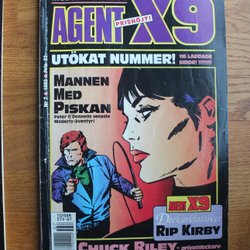 AGENT X9
PRISHÖJT!
UTÖKAT NUMMER!
MANNEN
MED
PISKAN
Peter O'Donnells senaste
Modesty-äventyr!
AGENT X9
Deckarklassiker
RIP KIRBY
CHUCK RILEY